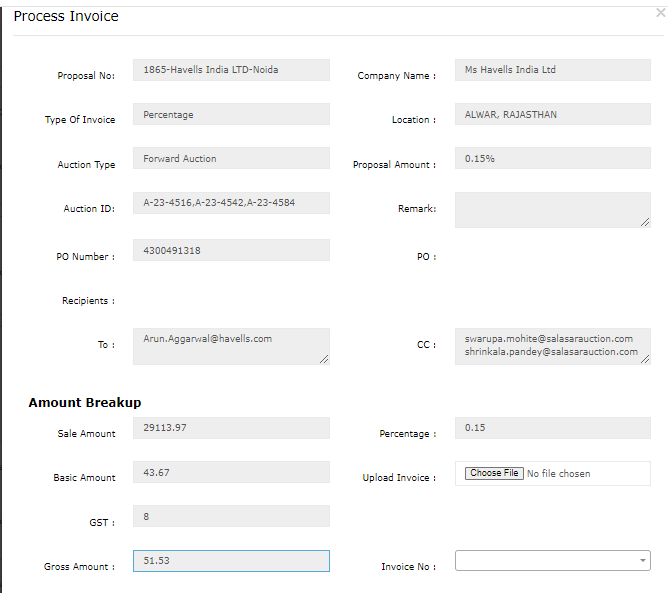 Process Invoice
×
Proposal No: 1865-Havells India LTD-Noida Company Name : Ms Havells India Ltd
Type Of Invoice Percentage Location : ALWAR, RAJASTHAN
Auction Type Forward Auction Proposal Amount : 0.15%
Auction ID: A-23-4516,A-23-4542,A-23-4584 Remark:
PO Number : 4300491318 PO :
Recipients :
To : Arun.Aggarwal@havells.com CC : swarupa.mohite@salasarauction.com
shrinkala.pandey@salasarauction.com
Amount Breakup
Sale Amount 29113.97 Percentage : 0.15
Basic Amount 43.67 Upload Invoice : Choose File No file chosen
GST : 8
Gross Amount : 51.53 Invoice No :